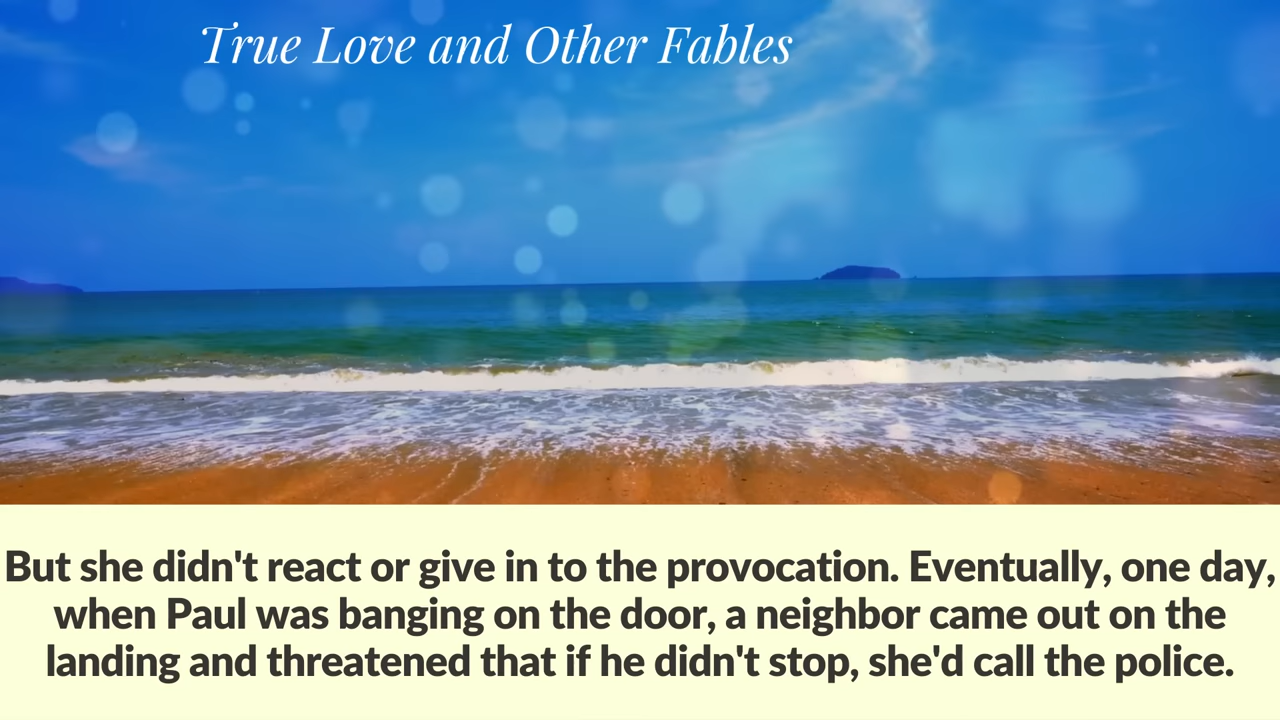 True Love and Other Fables
But she didn't react or give in to the provocation. Eventually, one day,
when Paul was banging on the door, a neighbor came out on the
landing and threatened that if he didn't stop, she'd call the police.